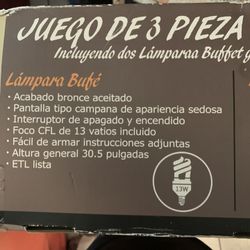 JUEGO DE 3 PIEZA
Incluyendo dos Lámparaa Buffet
Lámpara Bufé
• Acabado bronce aceitado
• Pantalla tipo campana de apariencia sedosa
• Interruptor de apagado y encendido
• Foco CFL de 13 vatios incluido
• Fácil de armar instrucciones adjuntas
• Altura general 30.5 pulgadas
• ETL lista
13W